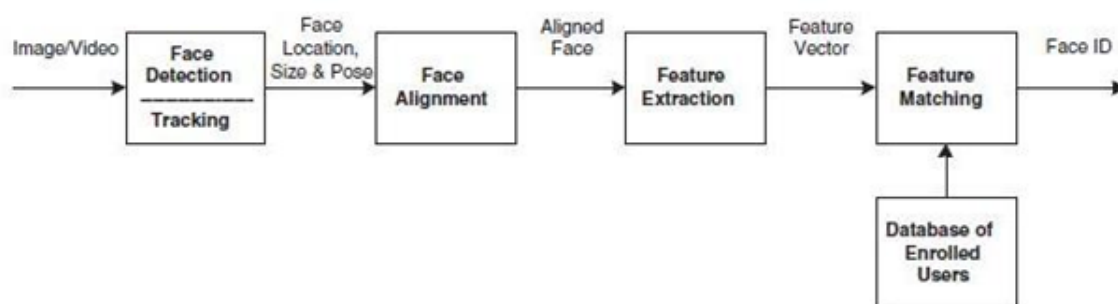 Image/Video
Face
Detection
Tracking
Face
Location,
Size & Pose
Face
Alignment
Aligned
Face
Feature
Extraction
Feature
Vector
Feature
Matching
Face ID
Database of
Enrolled
Users